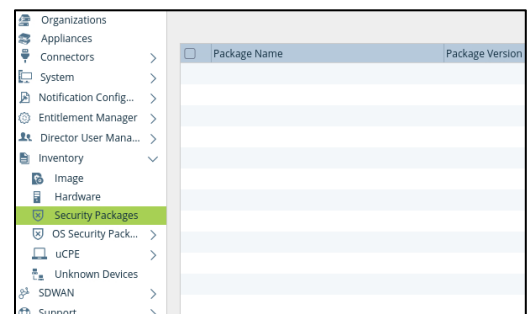 Organizations
Appliances
Connectors
System
Notification Config...
Entitlement Manager
Director User Mana...
Inventory
Image
Hardware
Security Packages
OS Security Pack...
uCPE
Unknown Devices
SDWAN
Support
Package Name
Package Version